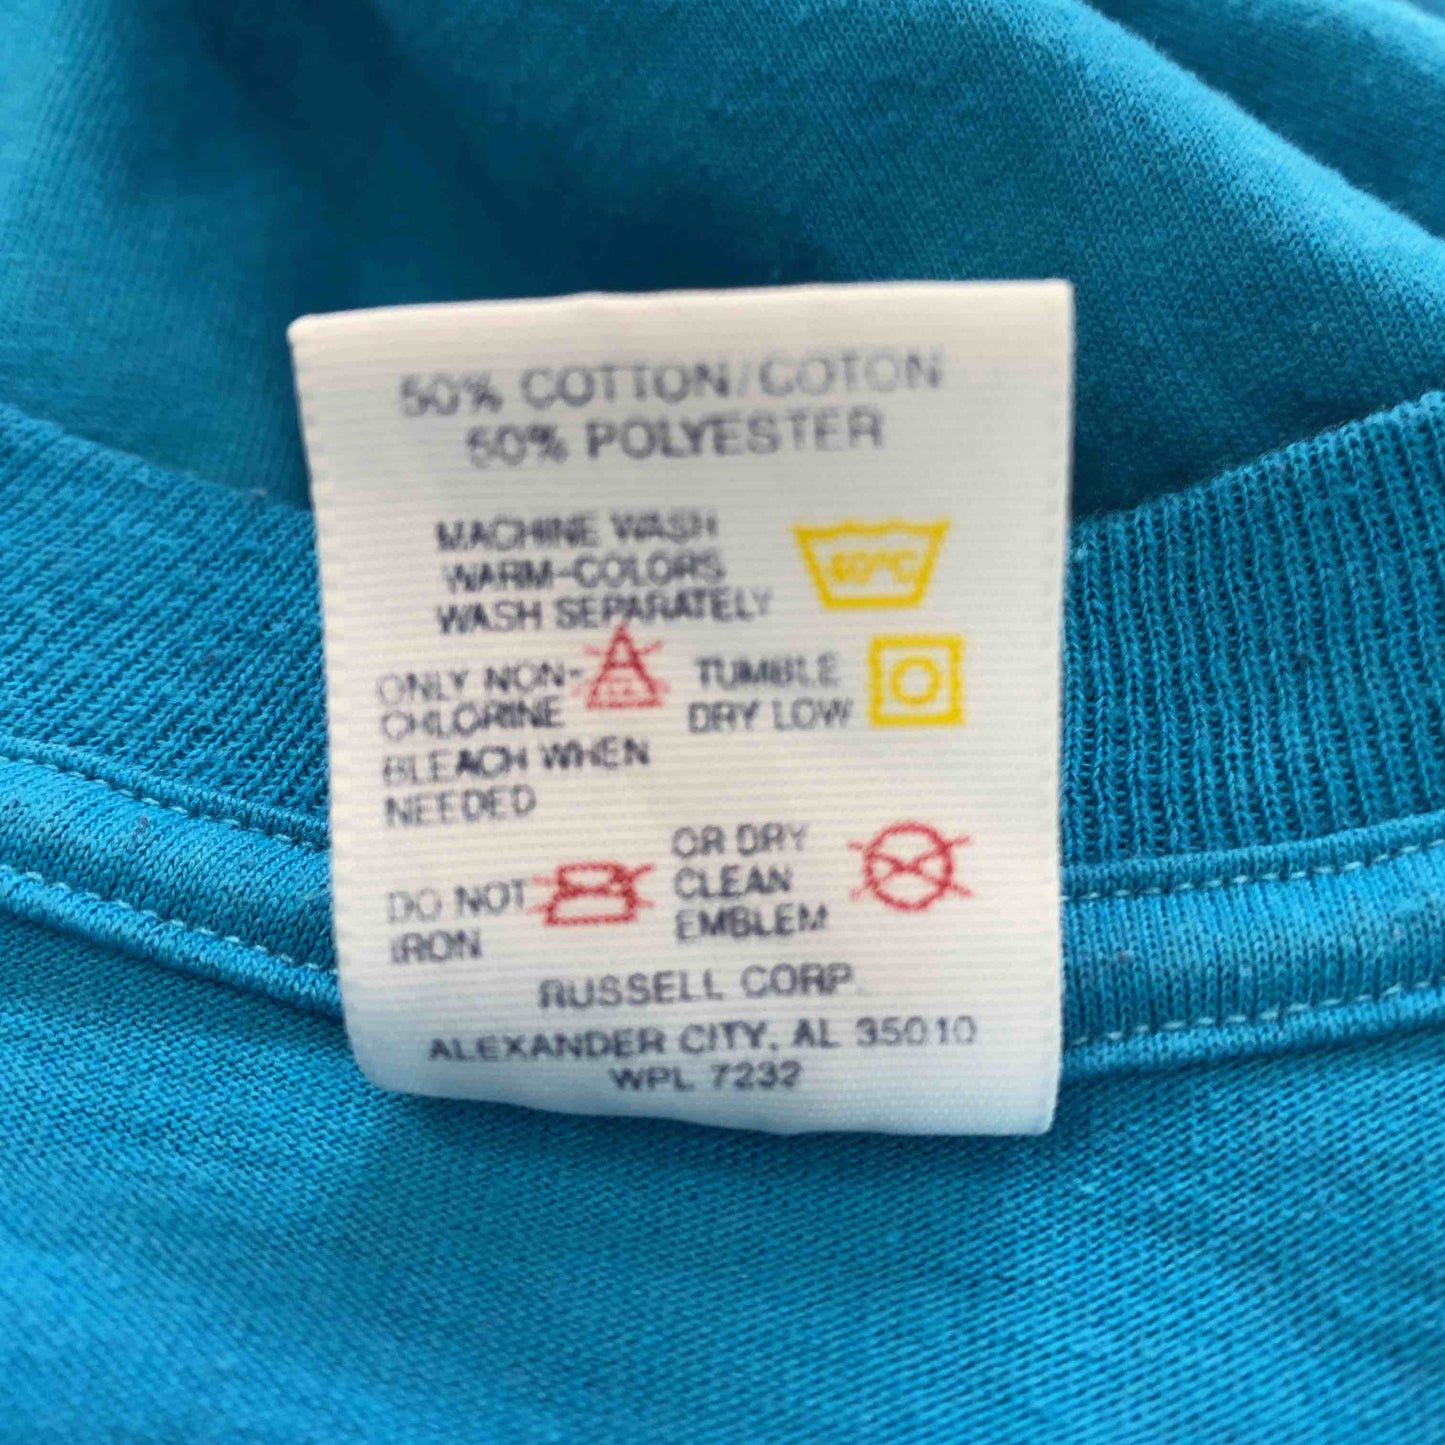 50% COTTON/COTON
50% POLYESTER
MACHINE WASH
WARM-COLORS
WASH SEPARATELY
40°C
ONLY NON-
CHLORINE
BLEACH WHEN
NEEDED
TUMBLE
DRY LOW
DO NOT
IRON
OR DRY
CLEAN
EMBLEM
RUSSELL CORP.
ALEXANDER CITY, AL 35010
WPL 7232